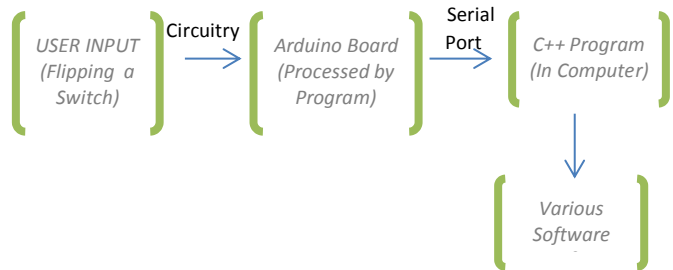 USER INPUT
(Flipping a
Switch)
Circuitry
Arduino Board
(Processed by
Program)
Serial
Port
C++ Program
(In Computer)
Various
Software